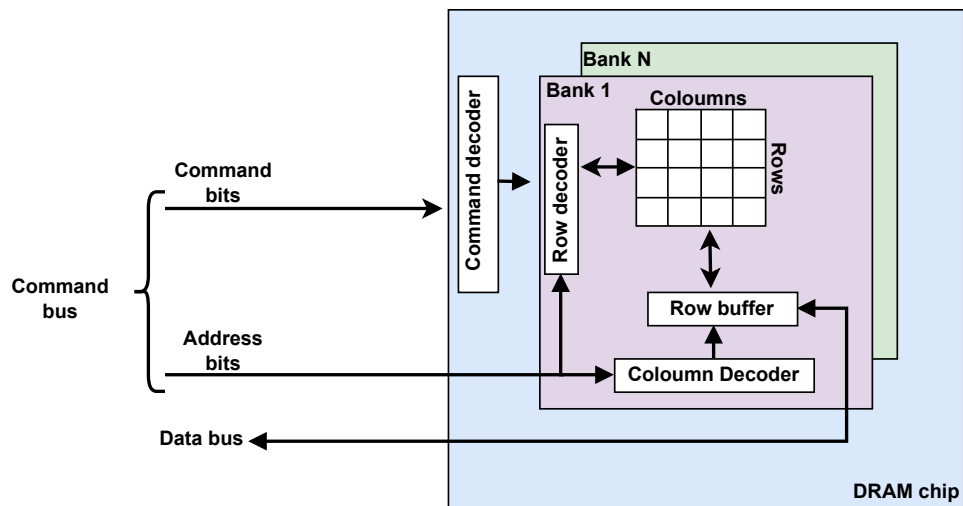 Bank N
Bank 1
Coloumns
Rows
Command decoder
Row decoder
Command
bits
Command
bus
Row buffer
Address
bits
Coloumn Decoder
Data bus
DRAM chip